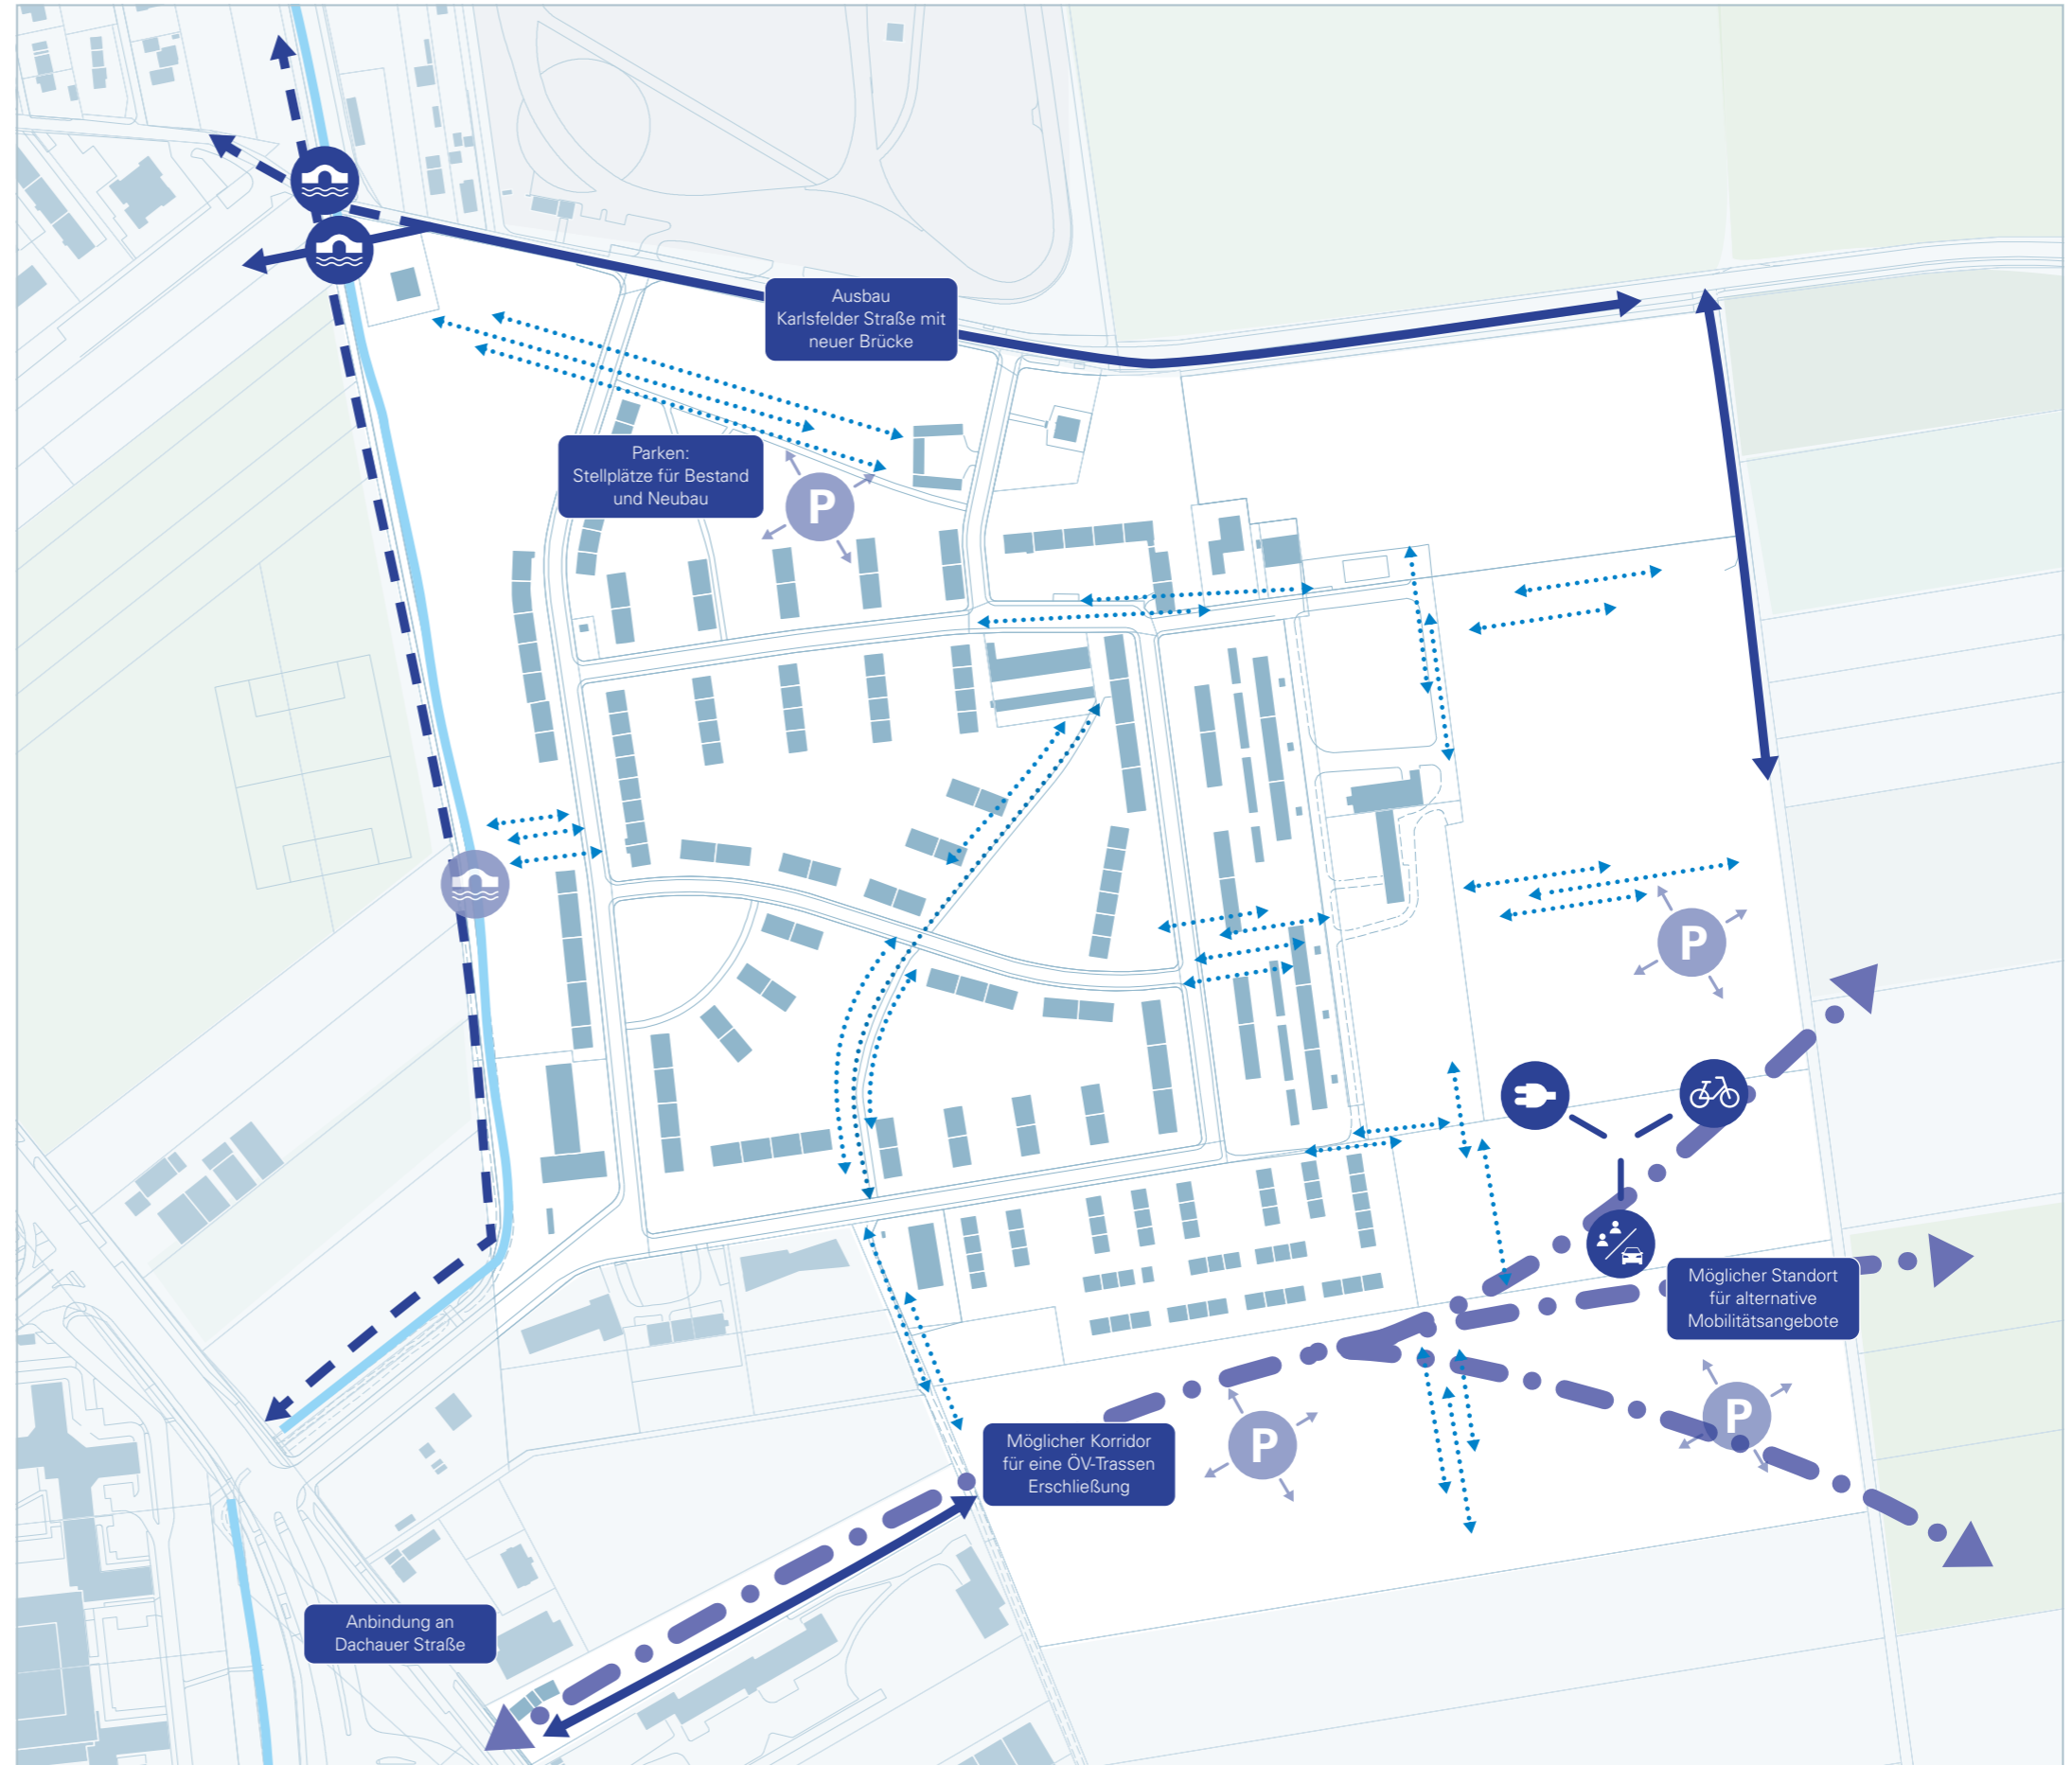 Ausbau
Karlsfelder Straße mit
neuer Brücke
Parken:
Stellplätze für Bestand
und Neubau
P
P
Möglicher Standort
für alternative
Mobilitätsangebote
P
Möglicher Korridor
für eine ÖV-Trassen
Erschließung
P
Anbindung an
Dachauer Straße